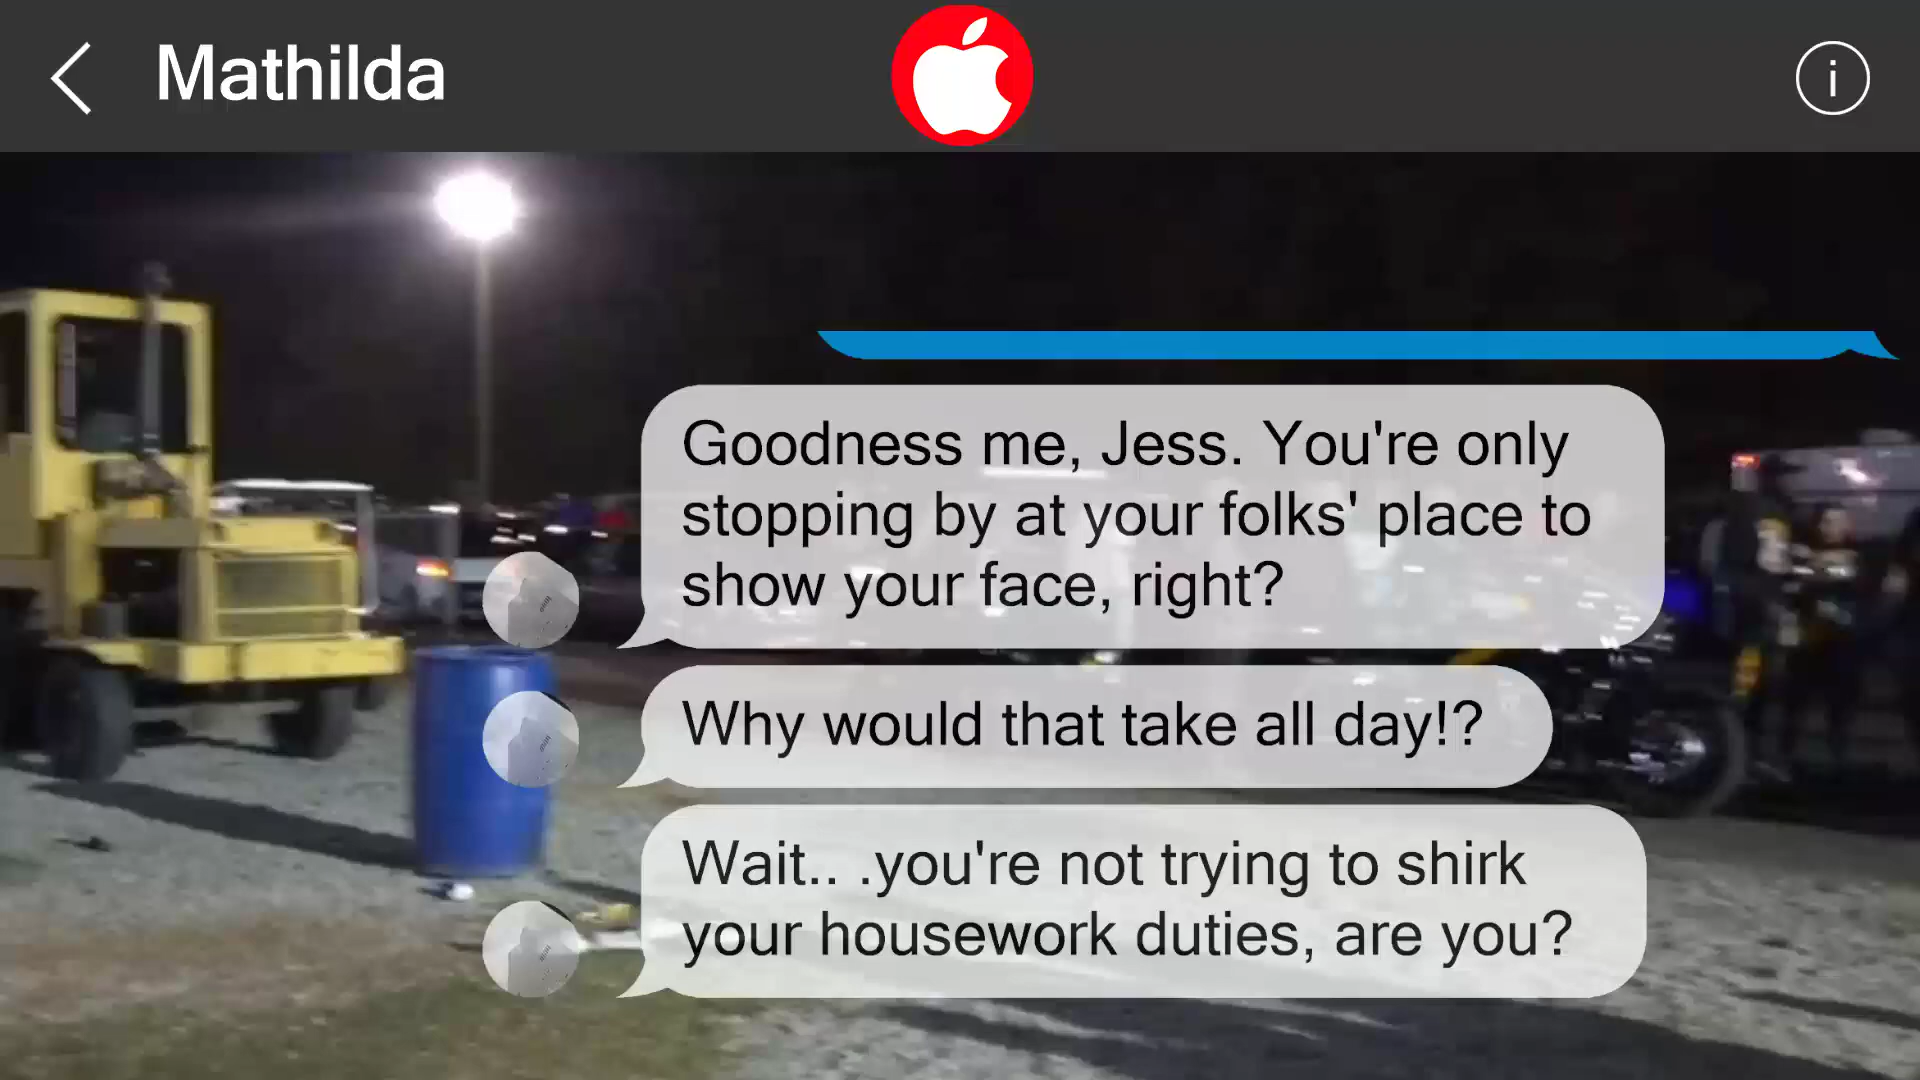 Mathilda
i
Goodness me, Jess. You're only
stopping by at your folks' place to
show your face, right?
Why would that take all day!?
Wait.. .you're not trying to shirk
your housework duties, are you?